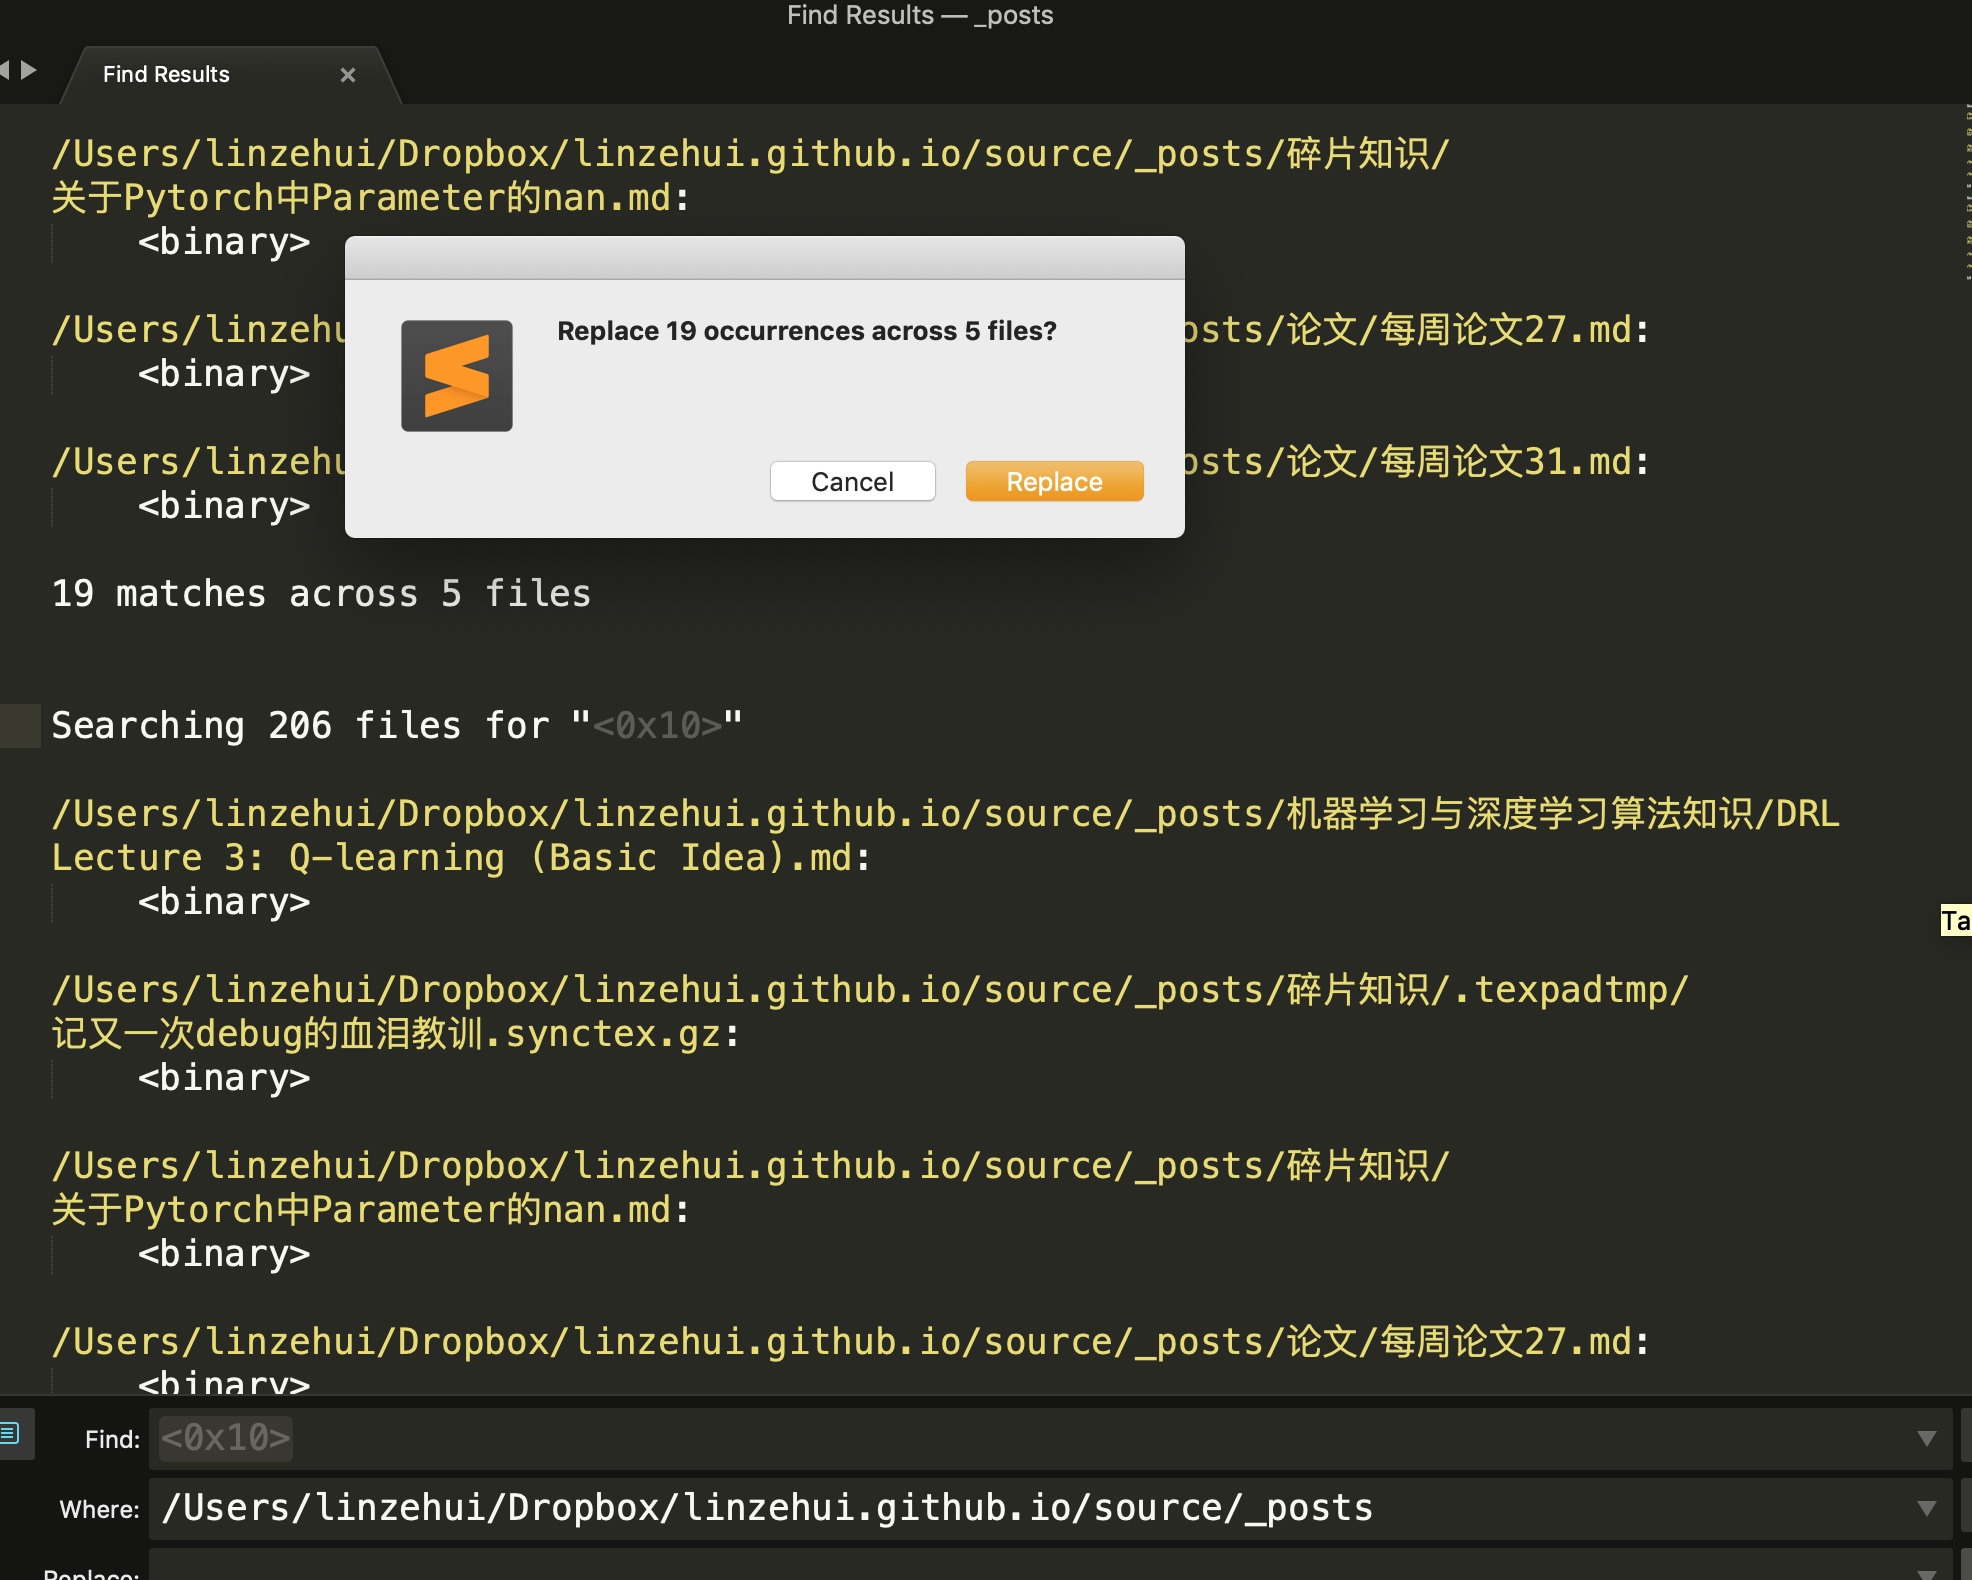 Find Results — _posts
Find Results ×
/Users/linzehui/Dropbox/linzehui.github.io/source/_posts/碎片知识/
关于Pytorch中Parameter的nan.md:
<binary>
/Users/linzehu
osts/论文/每周论文27.md:
<binary>
/Users/linzehu
osts/论文/每周论文31.md:
<binary>
Replace 19 occurrences across 5 files?
Cancel
Replace
19 matches across 5 files
Searching 206 files for "<0x10>"
/Users/linzehui/Dropbox/linzehui.github.io/source/_posts/机器学习与深度学习算法知识/DRL
Lecture 3: Q-learning (Basic Idea).md:
<binary>
Ta
/Users/linzehui/Dropbox/linzehui.github.io/source/_posts/碎片知识/.texpadtmp/
记又一次debug的血泪教训.synctex.gz:
<binary>
/Users/linzehui/Dropbox/linzehui.github.io/source/_posts/碎片知识/
关于Pytorch中Parameter的nan.md:
<binary>
/Users/linzehui/Dropbox/linzehui.github.io/source/_posts/论文/每周论文27.md:
<binary>
Find: <0x10>
Where: /Users/linzehui/Dropbox/linzehui.github.io/source/_posts
Replace: